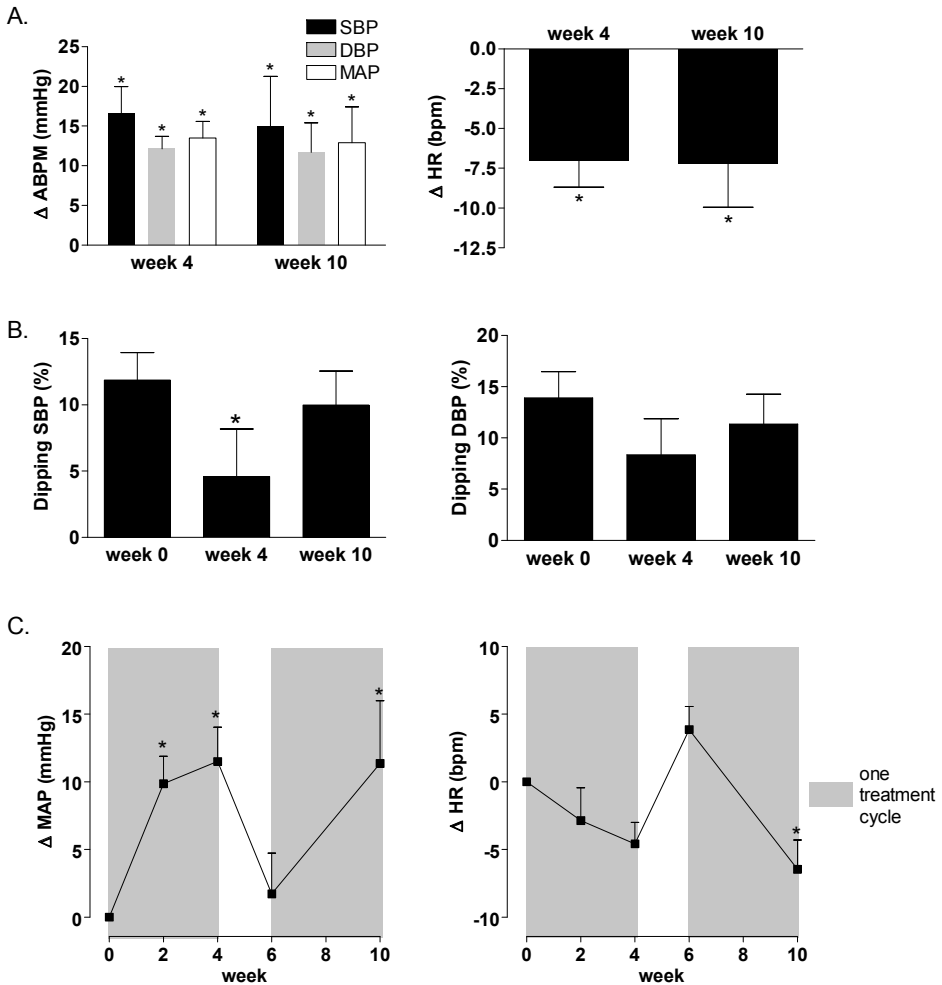 A.
SBP
DBP
MAP
Δ ABPM (mmHg)
25
20
15
10
5
0
* * * * * *
week 4 week 10
week 4 week 10
Δ HR (bpm)
0.0
-2.5
-5.0
-7.5
-10.0
-12.5
* *
B.
Dipping SBP (%)
15
10
5
0
*
week 0 week 4 week 10
Dipping DBP (%)
20
15
10
5
0
week 0 week 4 week 10
C.
Δ MAP (mmHg)
20
15
10
5
0
* * *
0 2 4 6 8 10
week
Δ HR (bpm)
10
5
0
-5
-10
*
0 2 4 6 8 10
week
one
treatment
cycle